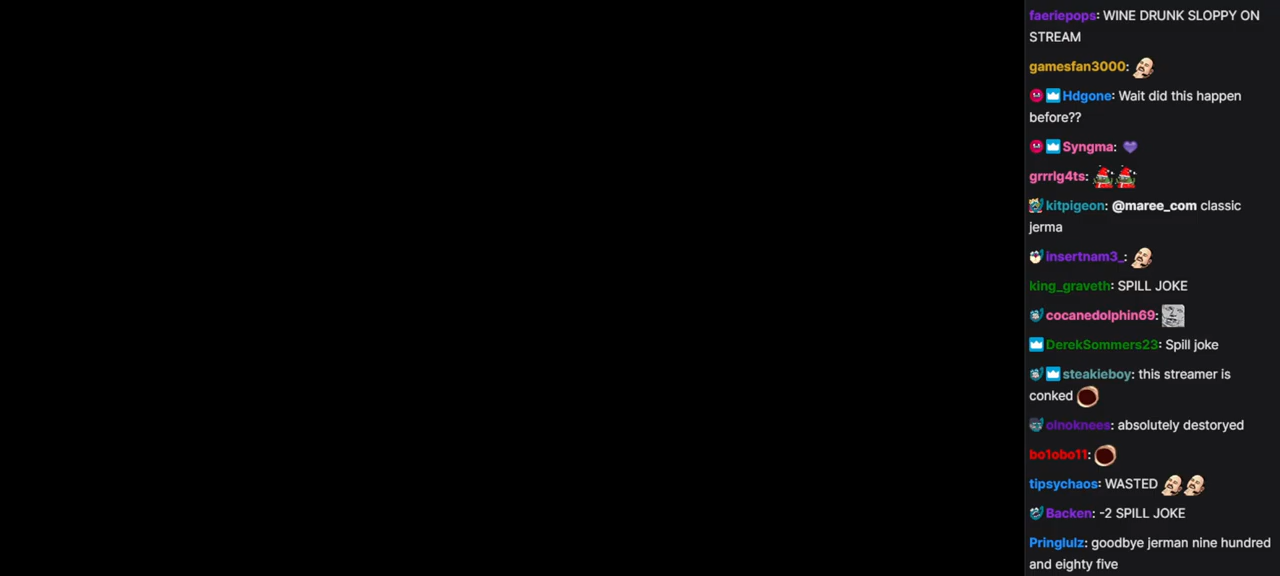 faeriepops: WINE DRUNK SLOPPY ON
STREAM
gamesfan3000:
Hdgone: Wait did this happen
before??
Syngma:
grrrlg4ts:
kitpigeon: @maree_com classic
jerma
insertnam3_:
king_graveth: SPILL JOKE
cocanedolphin69:
DerekSommers23: Spill joke
steakieboy: this streamer is
conked
olnoknees: absolutely destoryed
bo1obo11:
tipsychaos: WASTED
Backen: -2 SPILL JOKE
Pringlulz: goodbye jerman nine hundred
and eighty five